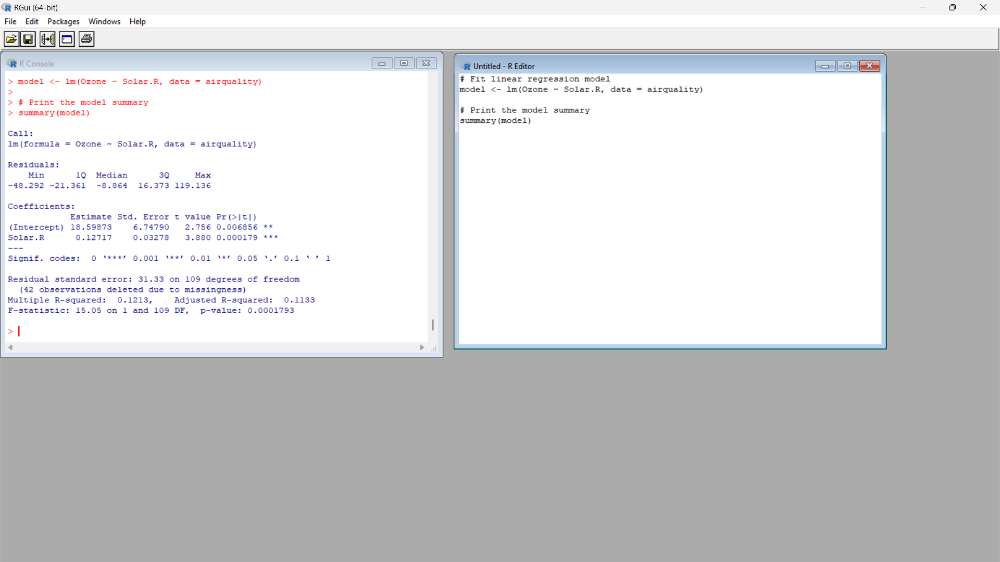 RGui (64-bit)
File Edit Packages Windows Help
R Console
> model <- lm(Ozone ~ Solar.R, data = airquality)
>
> # Print the model summary
> summary(model)
Call:
lm(formula = Ozone ~ Solar.R, data = airquality)
Residuals:
    Min      1Q  Median      3Q     Max
-48.292 -21.361  -8.864  16.373 119.136
Coefficients:
            Estimate Std. Error t value Pr(>|t|)
(Intercept) 18.59873    6.74790   2.756 0.006856 **
Solar.R      0.12717    0.03278   3.880 0.000179 ***
---
Signif. codes:  0 ‘***’ 0.001 ‘**’ 0.01 ‘*’ 0.05 ‘.’ 0.1 ‘ ’ 1
Residual standard error: 31.33 on 109 degrees of freedom
  (42 observations deleted due to missingness)
Multiple R-squared:  0.1213,    Adjusted R-squared:  0.1133
F-statistic: 15.05 on 1 and 109 DF,  p-value: 0.0001793
>
Untitled - R Editor
# Fit linear regression model
model <- lm(Ozone ~ Solar.R, data = airquality)
# Print the model summary
summary(model)